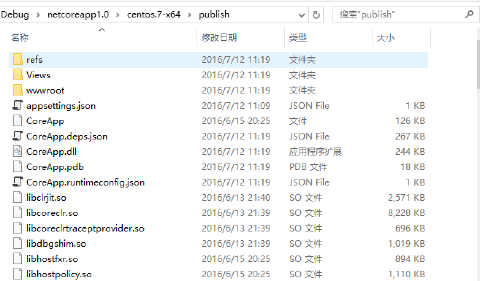 Debug › netcoreapp1.0 › centos.7-x64 › publish 搜索"publish"
名称 修改日期 类型 大小
refs 2016/7/12 11:19 文件夹
Views 2016/7/12 11:19 文件夹
wwwroot 2016/7/12 11:19 文件夹
appsettings.json 2016/7/12 11:09 JSON File 1 KB
CoreApp 2016/6/15 20:25 文件 126 KB
CoreApp.deps.json 2016/7/12 11:19 JSON File 267 KB
CoreApp.dll 2016/7/12 11:19 应用程序扩展 244 KB
CoreApp.pdb 2016/7/12 11:19 PDB 文件 18 KB
CoreApp.runtimeconfig.json 2016/7/12 11:19 JSON File 1 KB
libclrjit.so 2016/6/13 21:40 SO 文件 2,571 KB
libcoreclr.so 2016/6/13 21:39 SO 文件 8,228 KB
libcoreclrtraceptprovider.so 2016/6/13 21:39 SO 文件 696 KB
libdbgshim.so 2016/6/13 21:39 SO 文件 1,019 KB
libhostfxr.so 2016/6/15 20:25 SO 文件 894 KB
libhostpolicy.so 2016/6/15 20:25 SO 文件 1,110 KB